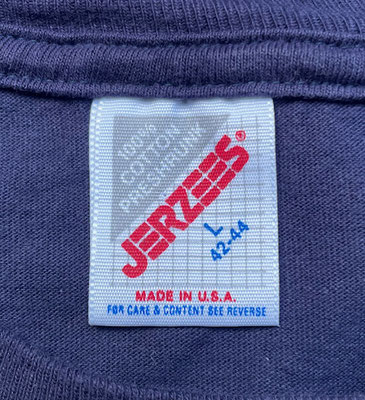 100%
COTTON
PRESHRUNK
JERZEES®
L
42-44
MADE IN U.S.A.
FOR CARE & CONTENT SEE REVERSE